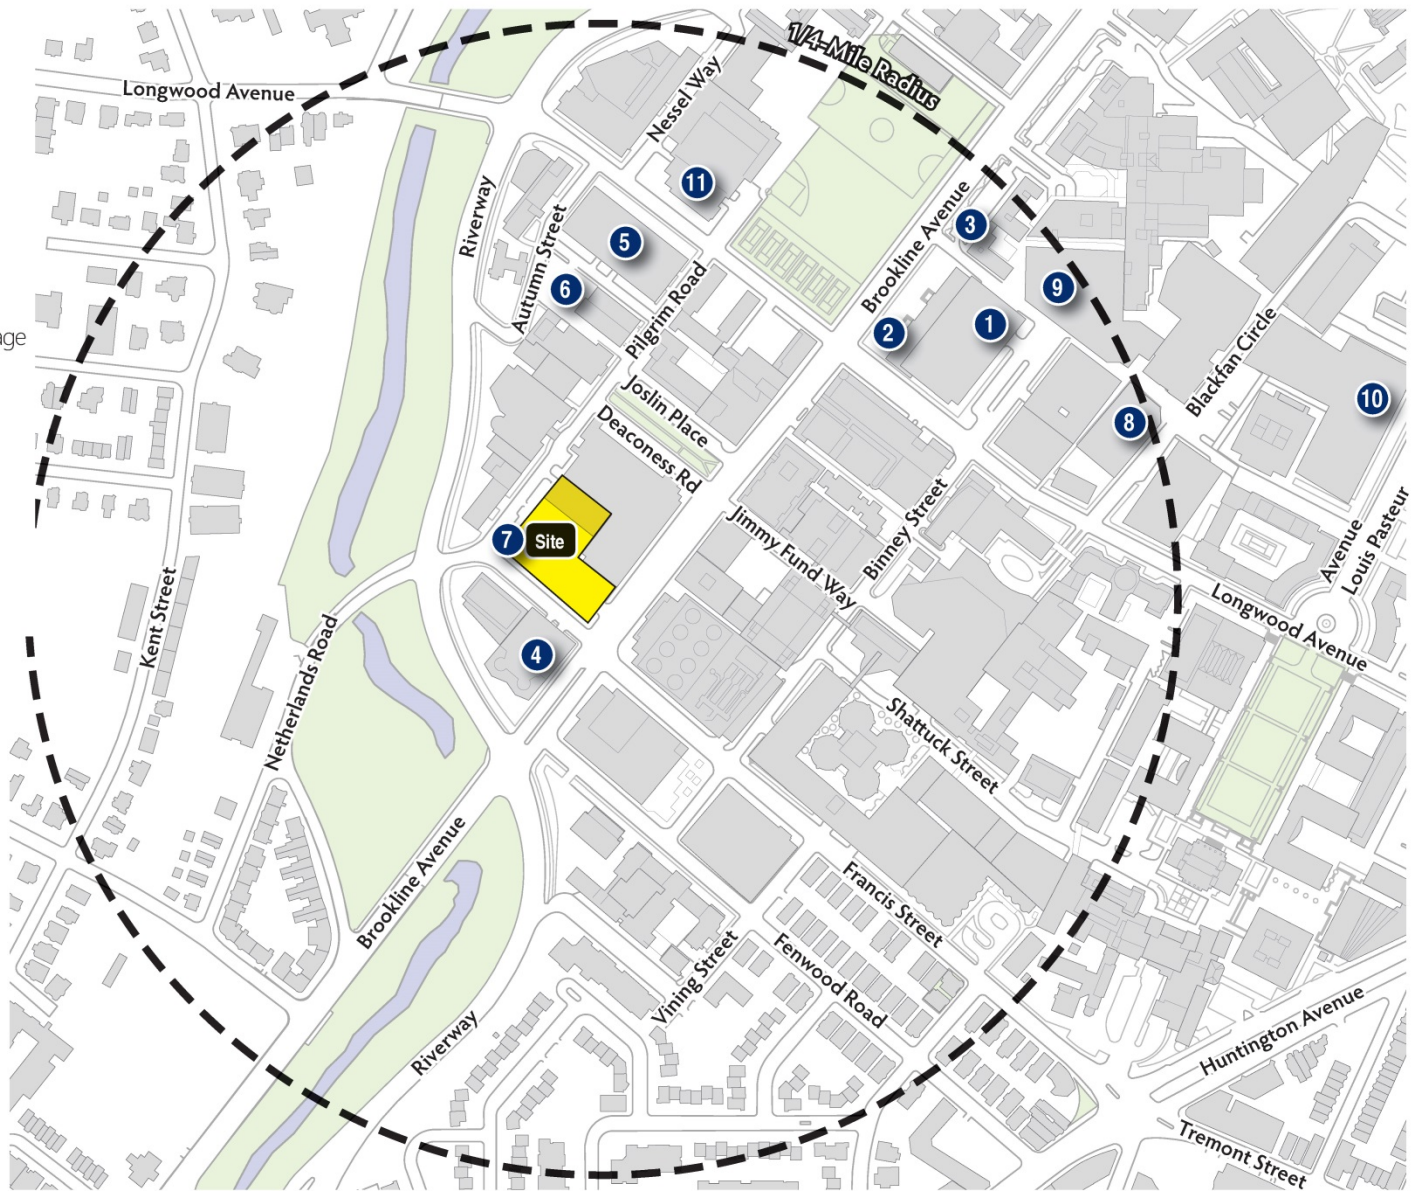 1/4-Mile Radius
Longwood Avenue
Nessel Way
11
Riverway
Autumn Street
5
3
Brookline Avenue
6
9
Pilgrim Road
2
1
age
Blackfan Circle
Joslin Place
10
8
Deaconess Rd
7
Site
Jimmy Fund Way
Binney Street
Avenue
Louis Pasteur
Kent Street
Longwood Avenue
4
Netherlands Road
Shattuck Street
Brookline Avenue
Francis Street
Vining Street
Fenwood Road
Riverway
Huntington Avenue
Tremont Street